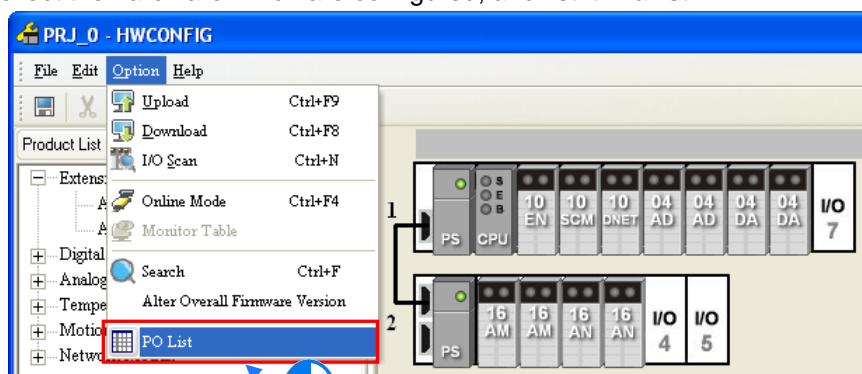 PRJ_0 - HWCONFIG
File Edit Option Help
Upload Ctrl+F9
Download Ctrl+F8
Product List
I/O Scan Ctrl+N
Online Mode Ctrl+F4
Monitor Table
Digital
Analog
Search Ctrl+F
Alter Overall Firmware Version
PO List
1
PS
S
E
B
CPU
10
EN
10
SCM
10
DNET
04
AD
04
AD
04
DA
04
DA
I/O
7
2
PS
16
AM
16
AM
16
AN
16
AN
I/O
4
I/O
5